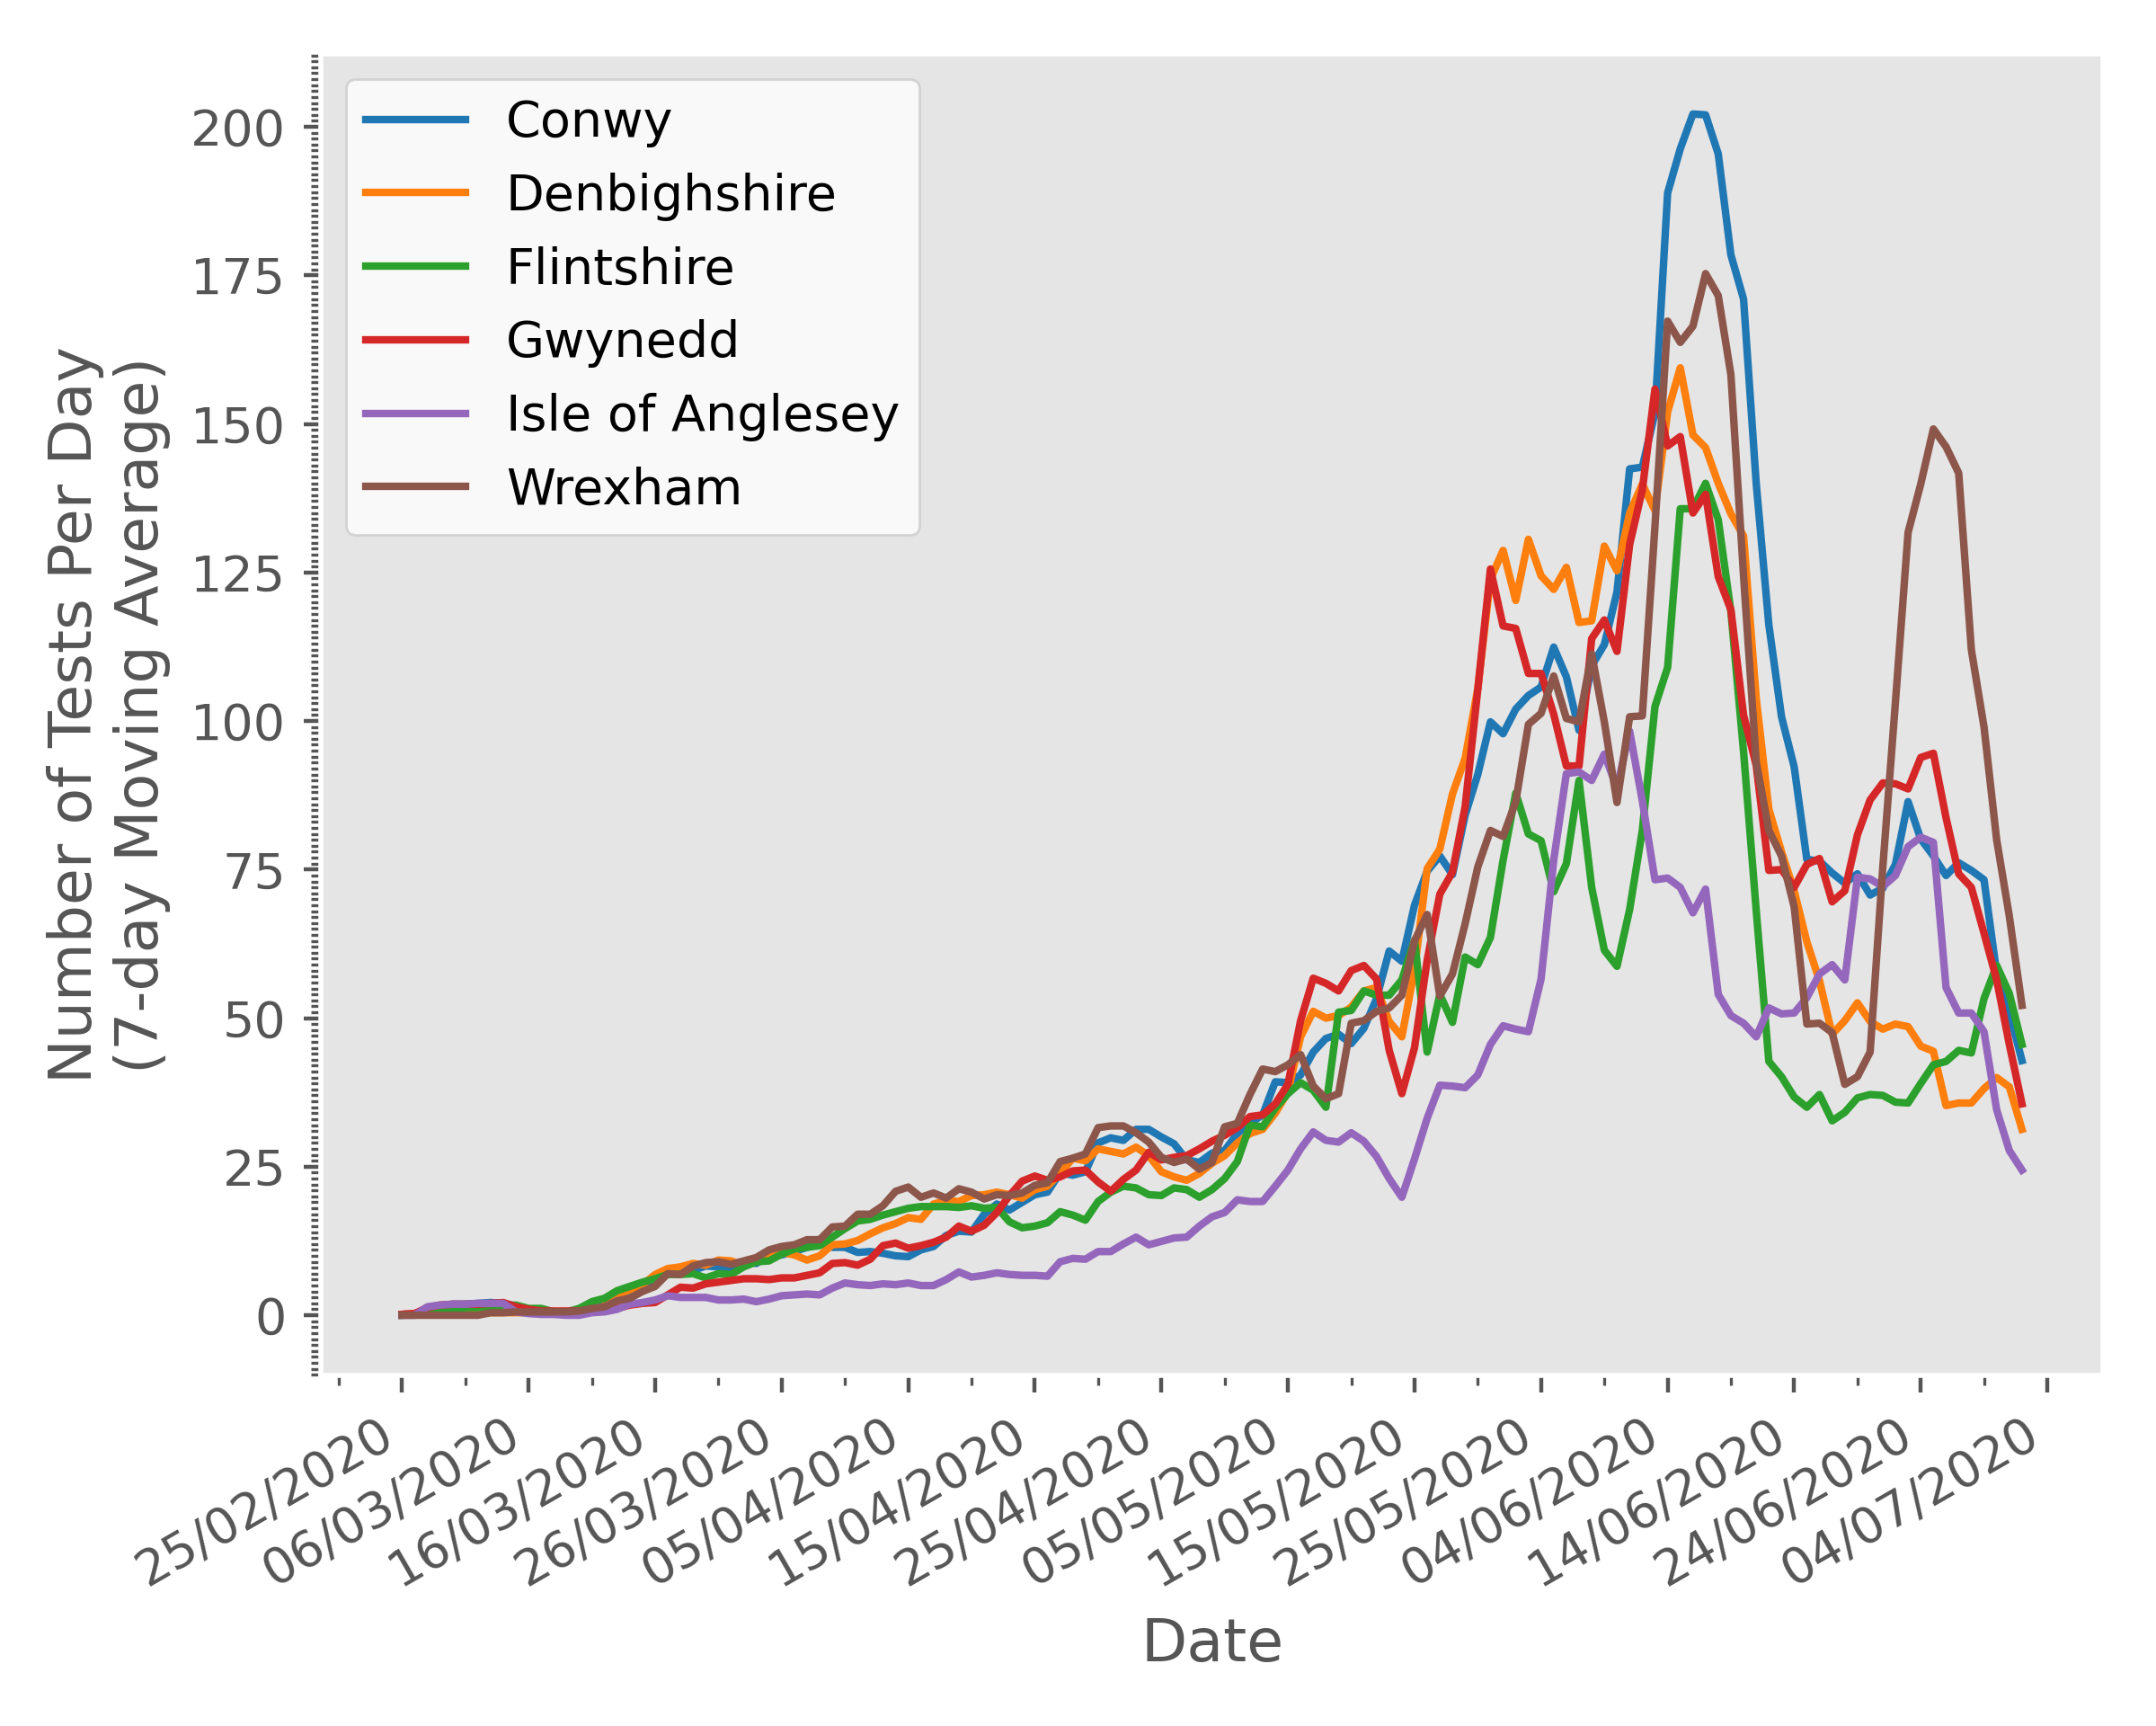 Number of Tests Per Day
(7-day Moving Average)
200
175
150
125
100
75
50
25
0
Conwy
Denbighshire
Flintshire
Gwynedd
Isle of Anglesey
Wrexham
25/02/2020
06/03/2020
16/03/2020
26/03/2020
05/04/2020
15/04/2020
25/04/2020
05/05/2020
15/05/2020
25/05/2020
04/06/2020
14/06/2020
24/06/2020
04/07/2020
Date